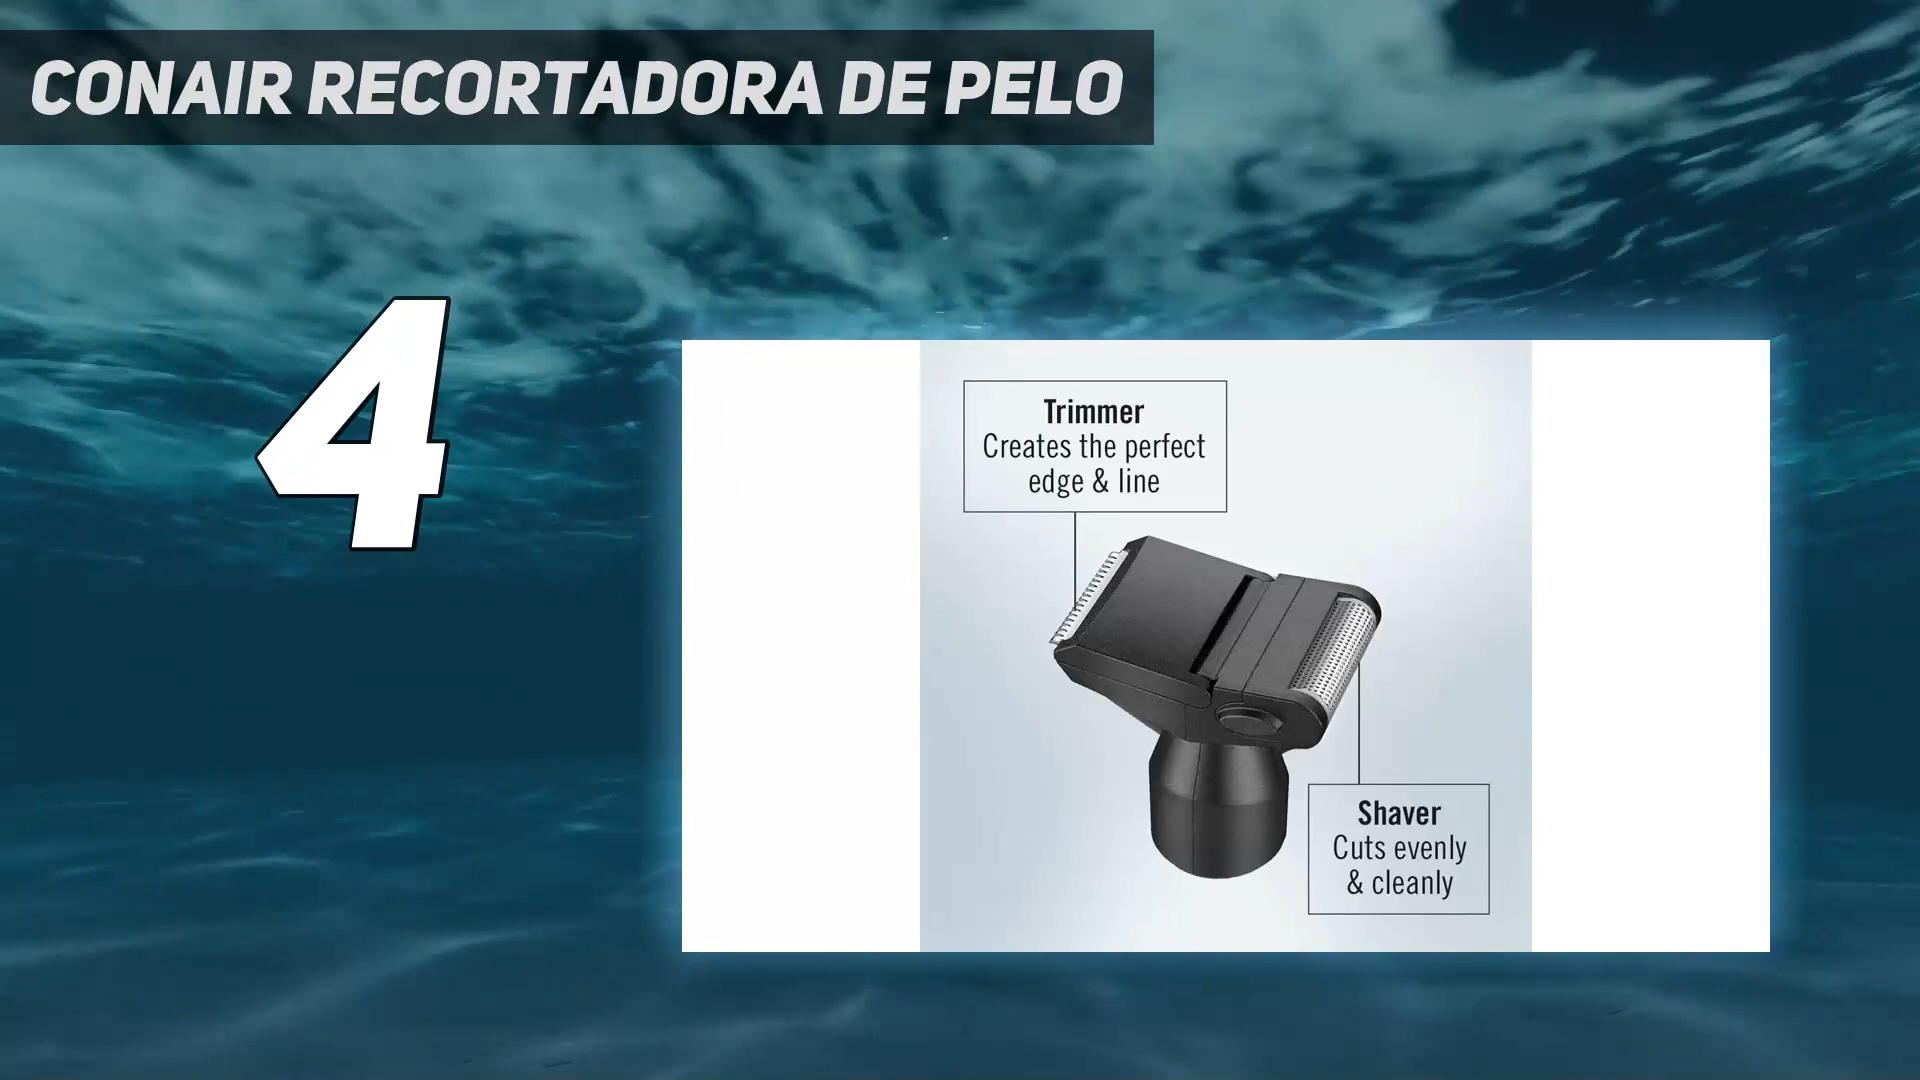 CONAIR RECORTADORA DE PELO
4
Trimmer
Creates the perfect
edge & line
Shaver
Cuts evenly
& cleanly